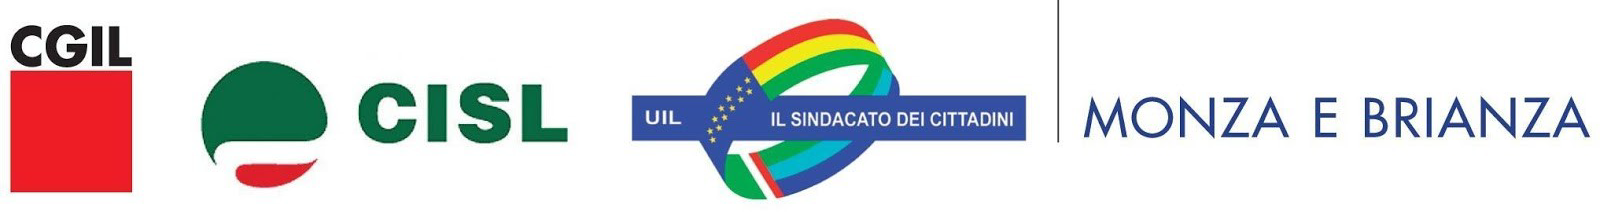 CGIL
CISL
UIL IL SINDACATO DEI CITTADINI
MONZA E BRIANZA